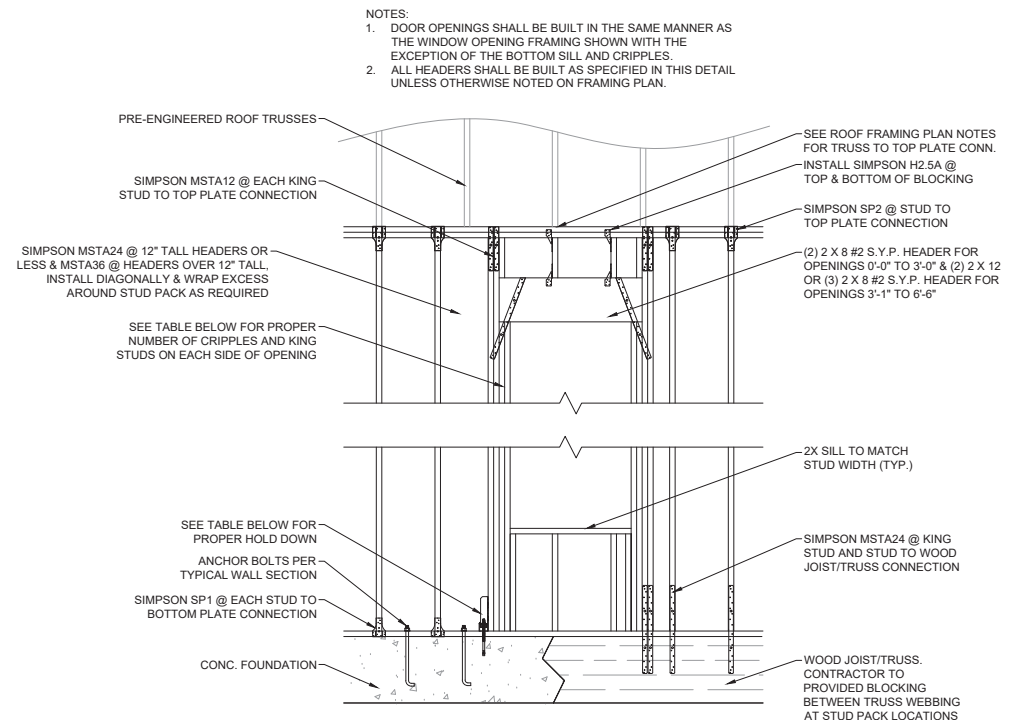 NOTES:
1. DOOR OPENINGS SHALL BE BUILT IN THE SAME MANNER AS
THE WINDOW OPENING FRAMING SHOWN WITH THE
EXCEPTION OF THE BOTTOM SILL AND CRIPPLES.
2. ALL HEADERS SHALL BE BUILT AS SPECIFIED IN THIS DETAIL
UNLESS OTHERWISE NOTED ON FRAMING PLAN.
PRE-ENGINEERED ROOF TRUSSES
SIMPSON MSTA12 @ EACH KING
STUD TO TOP PLATE CONNECTION
SIMPSON MSTA24 @ 12" TALL HEADERS OR
LESS & MSTA36 @ HEADERS OVER 12" TALL,
INSTALL DIAGONALLY & WRAP EXCESS
AROUND STUD PACK AS REQUIRED
SEE TABLE BELOW FOR PROPER
NUMBER OF CRIPPLES AND KING
STUDS ON EACH SIDE OF OPENING
SEE TABLE BELOW FOR
PROPER HOLD DOWN
ANCHOR BOLTS PER
TYPICAL WALL SECTION
SIMPSON SP1 @ EACH STUD TO
BOTTOM PLATE CONNECTION
CONC. FOUNDATION
SEE ROOF FRAMING PLAN NOTES
FOR TRUSS TO TOP PLATE CONN.
INSTALL SIMPSON H2.5A @
TOP & BOTTOM OF BLOCKING
SIMPSON SP2 @ STUD TO
TOP PLATE CONNECTION
(2) 2 X 8 #2 S.Y.P. HEADER FOR
OPENINGS 0'-0" TO 3'-0" & (2) 2 X 12
OR (3) 2 X 8 #2 S.Y.P. HEADER FOR
OPENINGS 3'-1" TO 6'-6"
2X SILL TO MATCH
STUD WIDTH (TYP.)
SIMPSON MSTA24 @ KING
STUD AND STUD TO WOOD
JOIST/TRUSS CONNECTION
WOOD JOIST/TRUSS.
CONTRACTOR TO
PROVIDED BLOCKING
BETWEEN TRUSS WEBBING
AT STUD PACK LOCATIONS